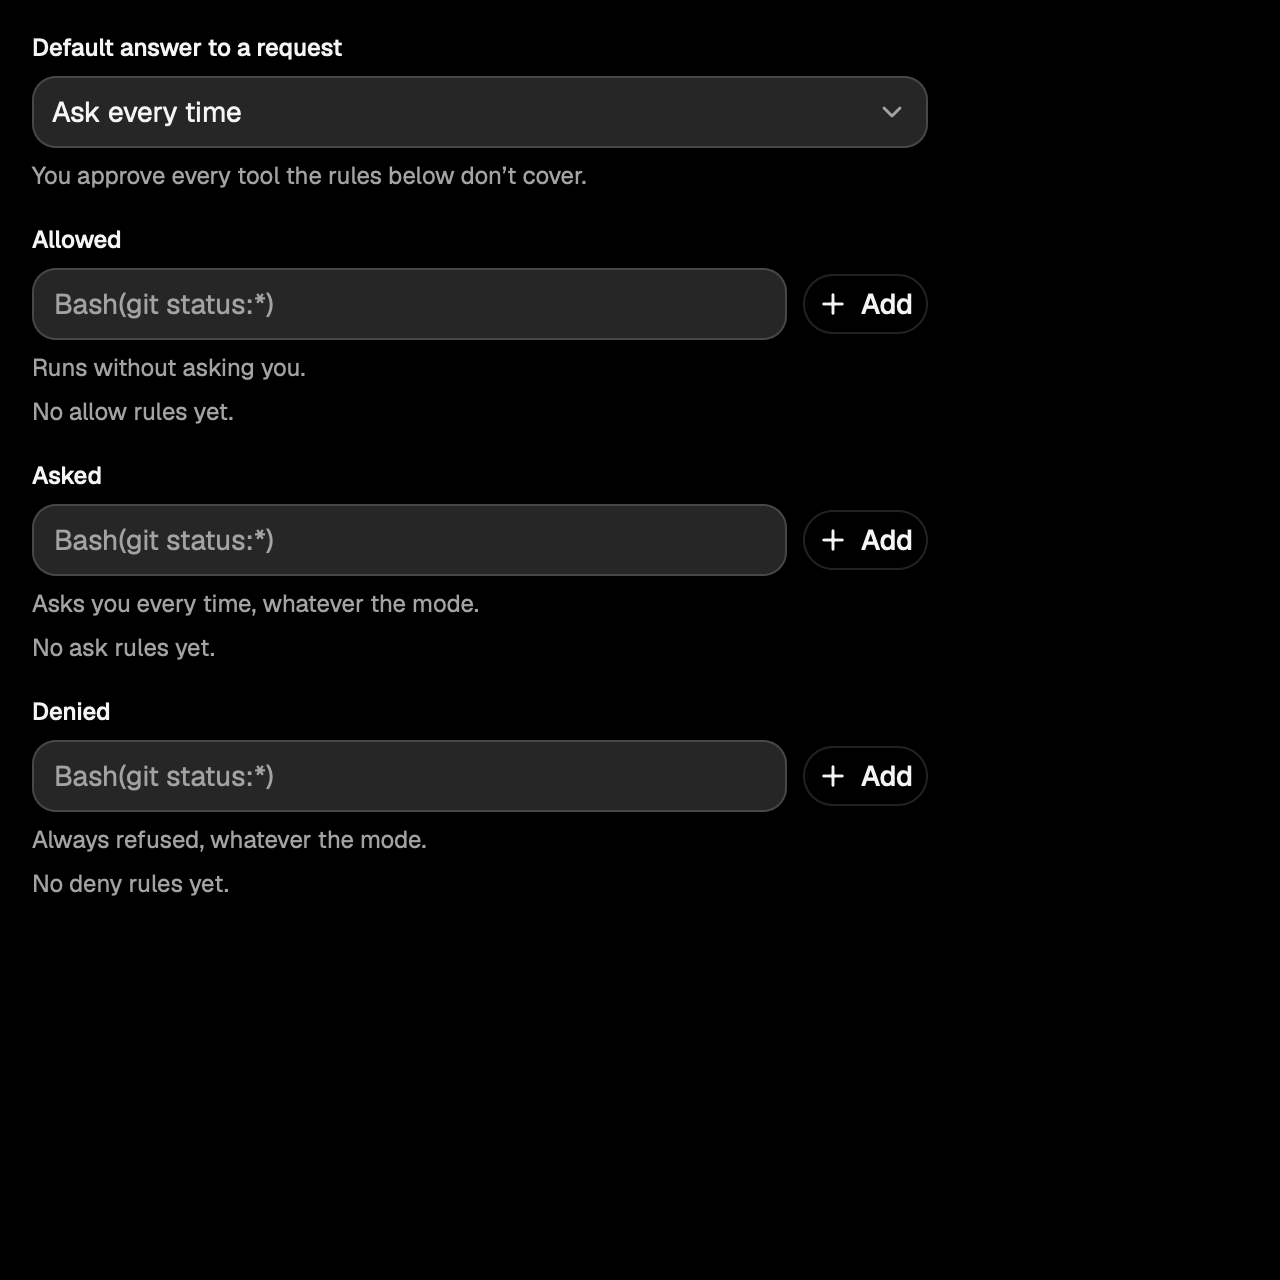 Default answer to a request
Ask every time
You approve every tool the rules below don’t cover.
Allowed
Bash(git status:*)
Add
Runs without asking you.
No allow rules yet.
Asked
Bash(git status:*)
Add
Asks you every time, whatever the mode.
No ask rules yet.
Denied
Bash(git status:*)
Add
Always refused, whatever the mode.
No deny rules yet.